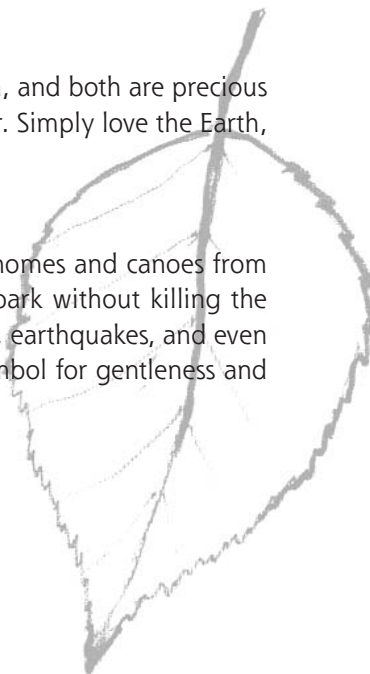 , and both are precious
. Simply love the Earth,
homes and canoes from
bark without killing the
, earthquakes, and even
mbol for gentleness and